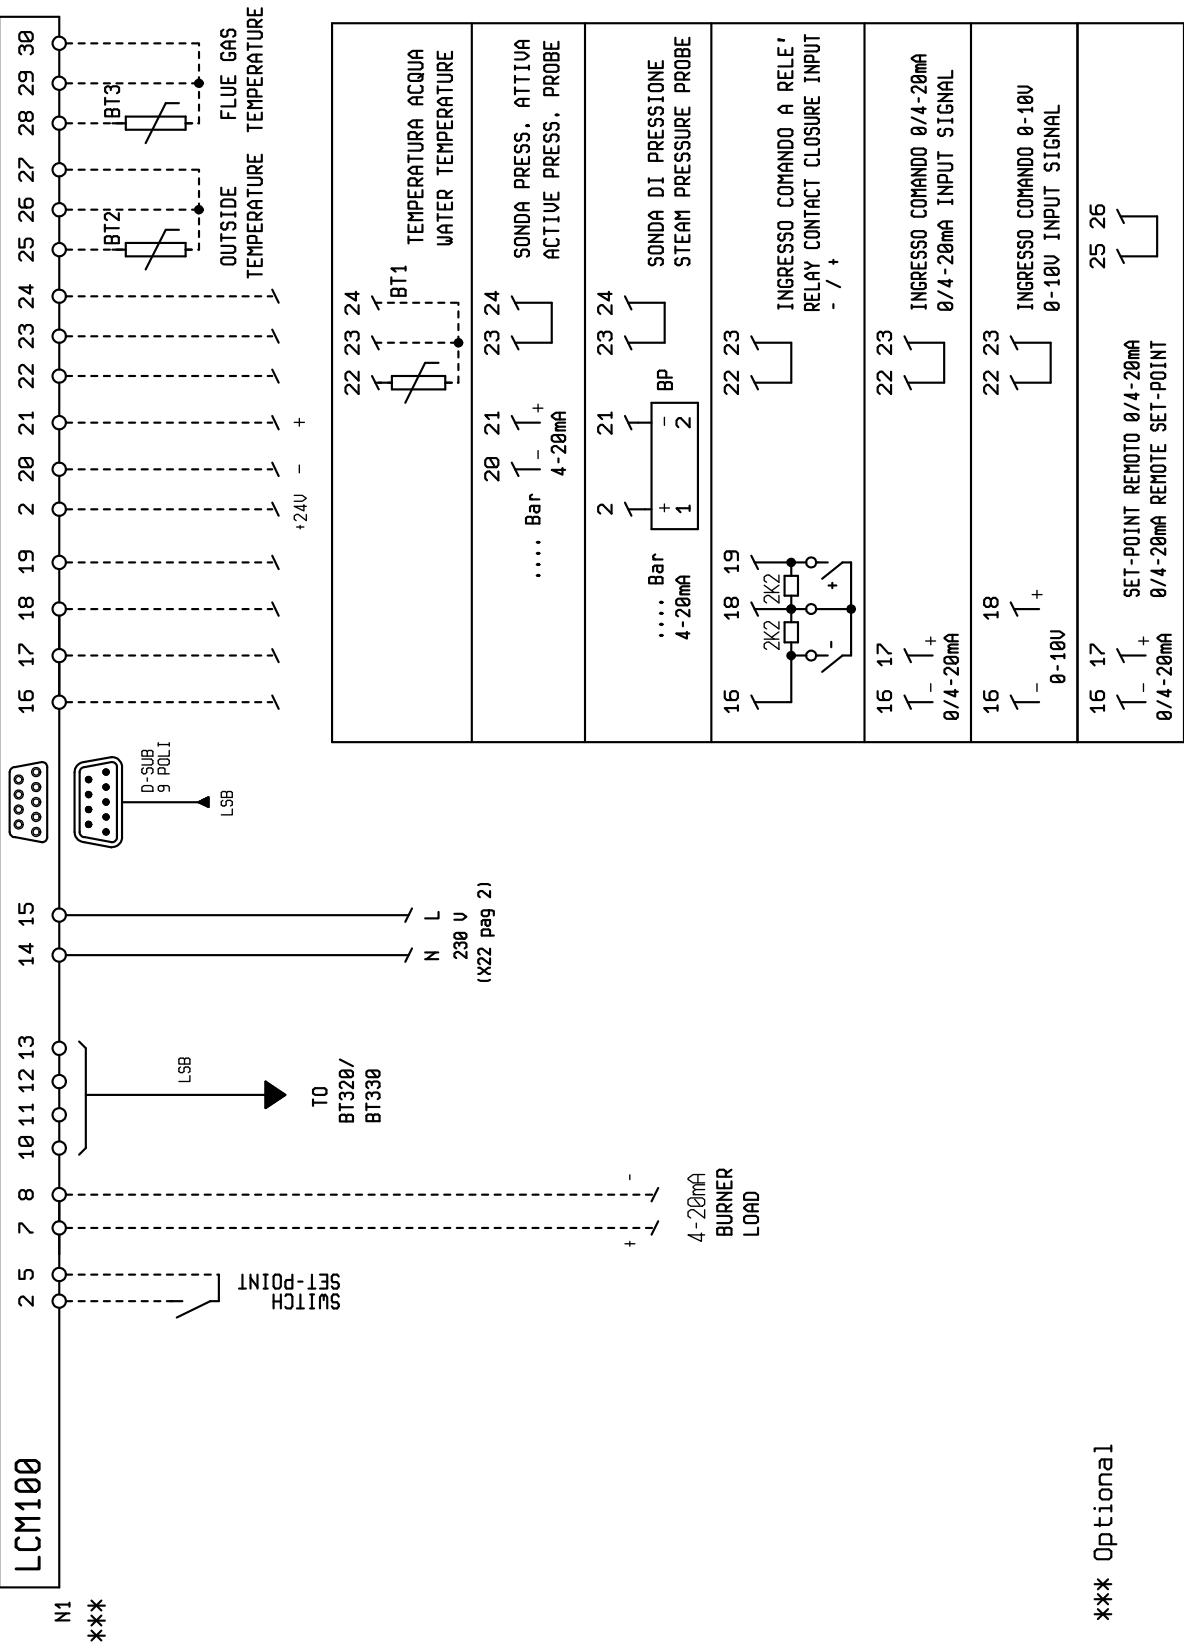 N1
***
LCM100
2 5 7 8 10 11 12 13 14 15 16 17 18 19 2 20 21 22 23 24 25 26 27 28 29 30
SWITCH
SET-POINT
+ -
4-20mA
BURNER
LOAD
LSB
TO
BT320/
BT330
N L
230 V
(X22 pag 2)
D-SUB
9 POLI
LSB
+24V - +
BT2
OUTSIDE
TEMPERATURE
BT3
FLUE GAS
TEMPERATURE
22 23 24
BT1
TEMPERATURA ACQUA
WATER TEMPERATURE
20 21 23 24
- +
.... Bar
4-20mA
SONDA PRESS. ATTIVA
ACTIVE PRESS. PROBE
2 21 23 24
+ -
1 2
BP
.... Bar
4-20mA
SONDA DI PRESSIONE
STEAM PRESSURE PROBE
16 18 19 22 23
2K2 2K2
- +
INGRESSO COMANDO A RELE'
RELAY CONTACT CLOSURE INPUT
- / +
16 17 22 23
- +
0/4-20mA
INGRESSO COMANDO 0/4-20mA
0/4-20mA INPUT SIGNAL
16 18 22 23
- +
0-10V
INGRESSO COMANDO 0-10V
0-10V INPUT SIGNAL
16 17 25 26
- +
0/4-20mA
SET-POINT REMOTO 0/4-20mA
0/4-20mA REMOTE SET-POINT
*** Optional